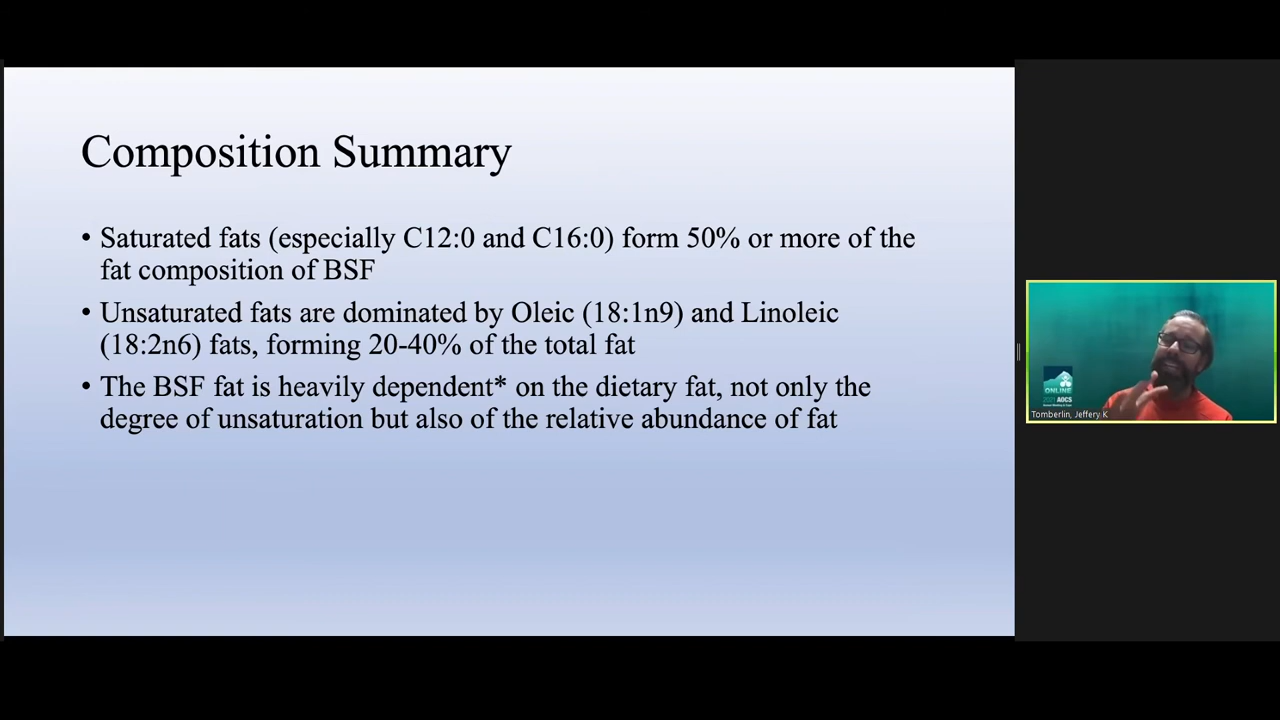 Composition Summary
• Saturated fats (especially C12:0 and C16:0) form 50% or more of the
fat composition of BSF
• Unsaturated fats are dominated by Oleic (18:1n9) and Linoleic
(18:2n6) fats, forming 20-40% of the total fat
• The BSF fat is heavily dependent* on the dietary fat, not only the
degree of unsaturation but also of the relative abundance of fat
ONLINE
2021 AOCS
Tomberlin, Jeffery K